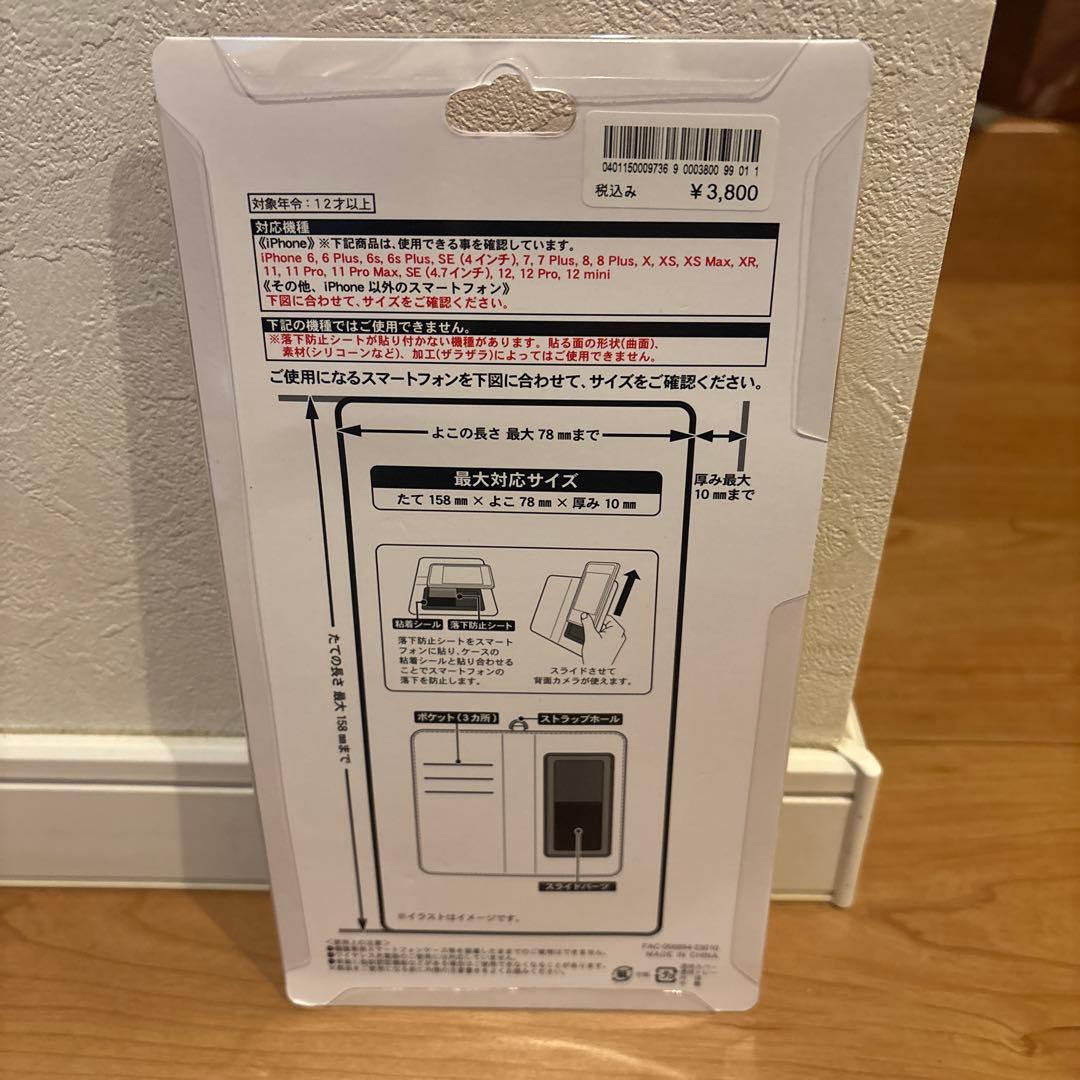 0401150009736 9 0003800 99 01 1
税込み ¥3,800
対象年令：12才以上
対応機種
《iPhone》※下記商品は、使用できる事を確認しています。
iPhone 6, 6 Plus, 6s, 6s Plus, SE (4インチ), 7, 7 Plus, 8, 8 Plus, X, XS, XS Max, XR,
11, 11 Pro, 11 Pro Max, SE (4.7インチ), 12, 12 Pro, 12 mini
《その他、iPhone 以外のスマートフォン》
下図に合わせて、サイズをご確認ください。
下記の機種ではご使用できません。
※落下防止シートが貼り付かない機種があります。貼る面の形状(曲面)、
素材(シリコーンなど)、加工(ザラザラ)によってはご使用できません。
ご使用になるスマートフォンを下図に合わせて、サイズをご確認ください。
よこの長さ 最大 78 mmまで
厚み最大
10 mmまで
最大対応サイズ
たて 158 mm × よこ 78 mm × 厚み 10 mm
たての長さ 最大 158 mmまで
粘着シール 落下防止シート
落下防止シートをスマート
フォンに貼り、ケースの
粘着シールと貼り合わせる
ことでスマートフォンの
落下を防止します。
スライドさせて
背面カメラが使えます。
ポケット(3カ所)
ストラップホール
スライドパーツ
※イラストはイメージです。
MADE IN CHINA